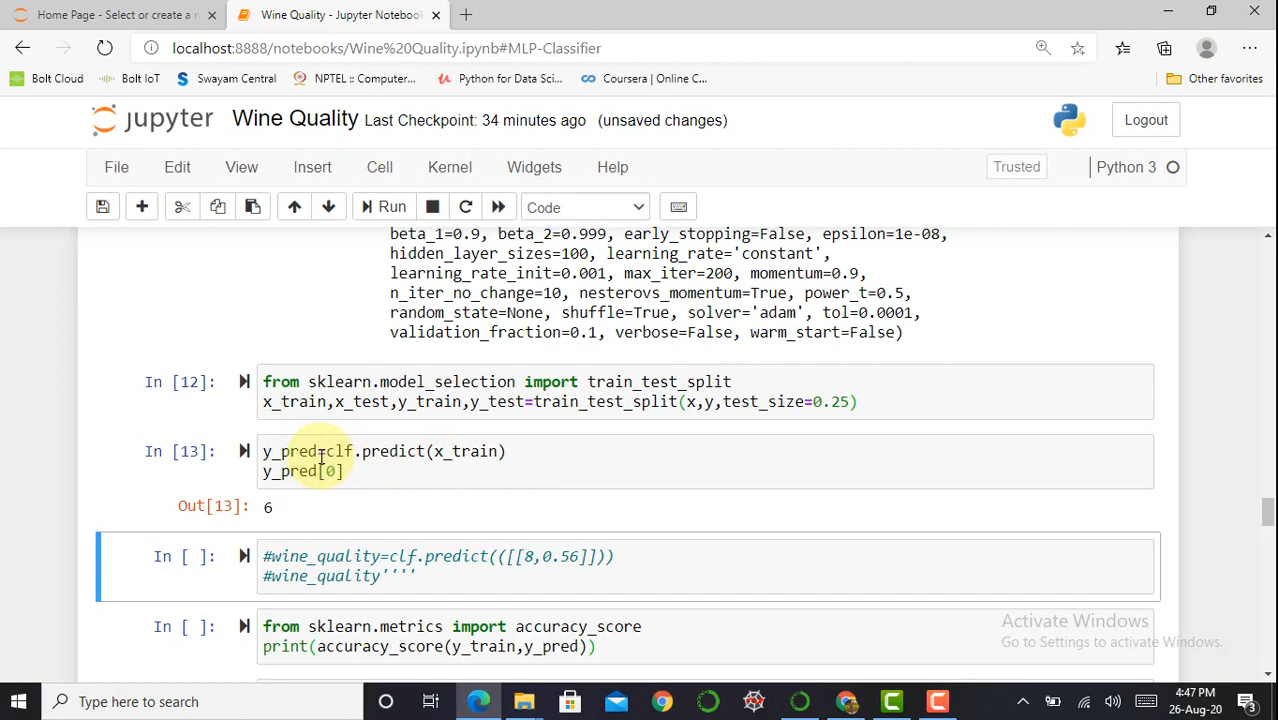 Home Page - Select or create a n
Wine Quality - Jupyter Notebook
localhost:8888/notebooks/Wine%20Quality.ipynb#MLP-Classifier
Bolt Cloud
Bolt IoT
Swayam Central
NPTEL :: Computer...
Python for Data Sci...
Coursera | Online C...
Other favorites
jupyter
Wine Quality Last Checkpoint: 34 minutes ago (unsaved changes)
Logout
File Edit View Insert Cell Kernel Widgets Help
Trusted
Python 3
Run
Code
beta_1=0.9, beta_2=0.999, early_stopping=False, epsilon=1e-08,
hidden_layer_sizes=100, learning_rate='constant',
learning_rate_init=0.001, max_iter=200, momentum=0.9,
n_iter_no_change=10, nesterovs_momentum=True, power_t=0.5,
random_state=None, shuffle=True, solver='adam', tol=0.0001,
validation_fraction=0.1, verbose=False, warm_start=False)
In [12]: from sklearn.model_selection import train_test_split
x_train,x_test,y_train,y_test=train_test_split(x,y,test_size=0.25)
In [13]: y_pred=clf.predict(x_train)
y_pred[0]
Out[13]: 6
In [ ]: #wine_quality=clf.predict(([[8,0.56]]))
#wine_quality''''
In [ ]: from sklearn.metrics import accuracy_score
print(accuracy_score(y_train,y_pred))
Activate Windows
Go to Settings to activate Windows.
Type here to search
4:47 PM
26-Aug-20
3